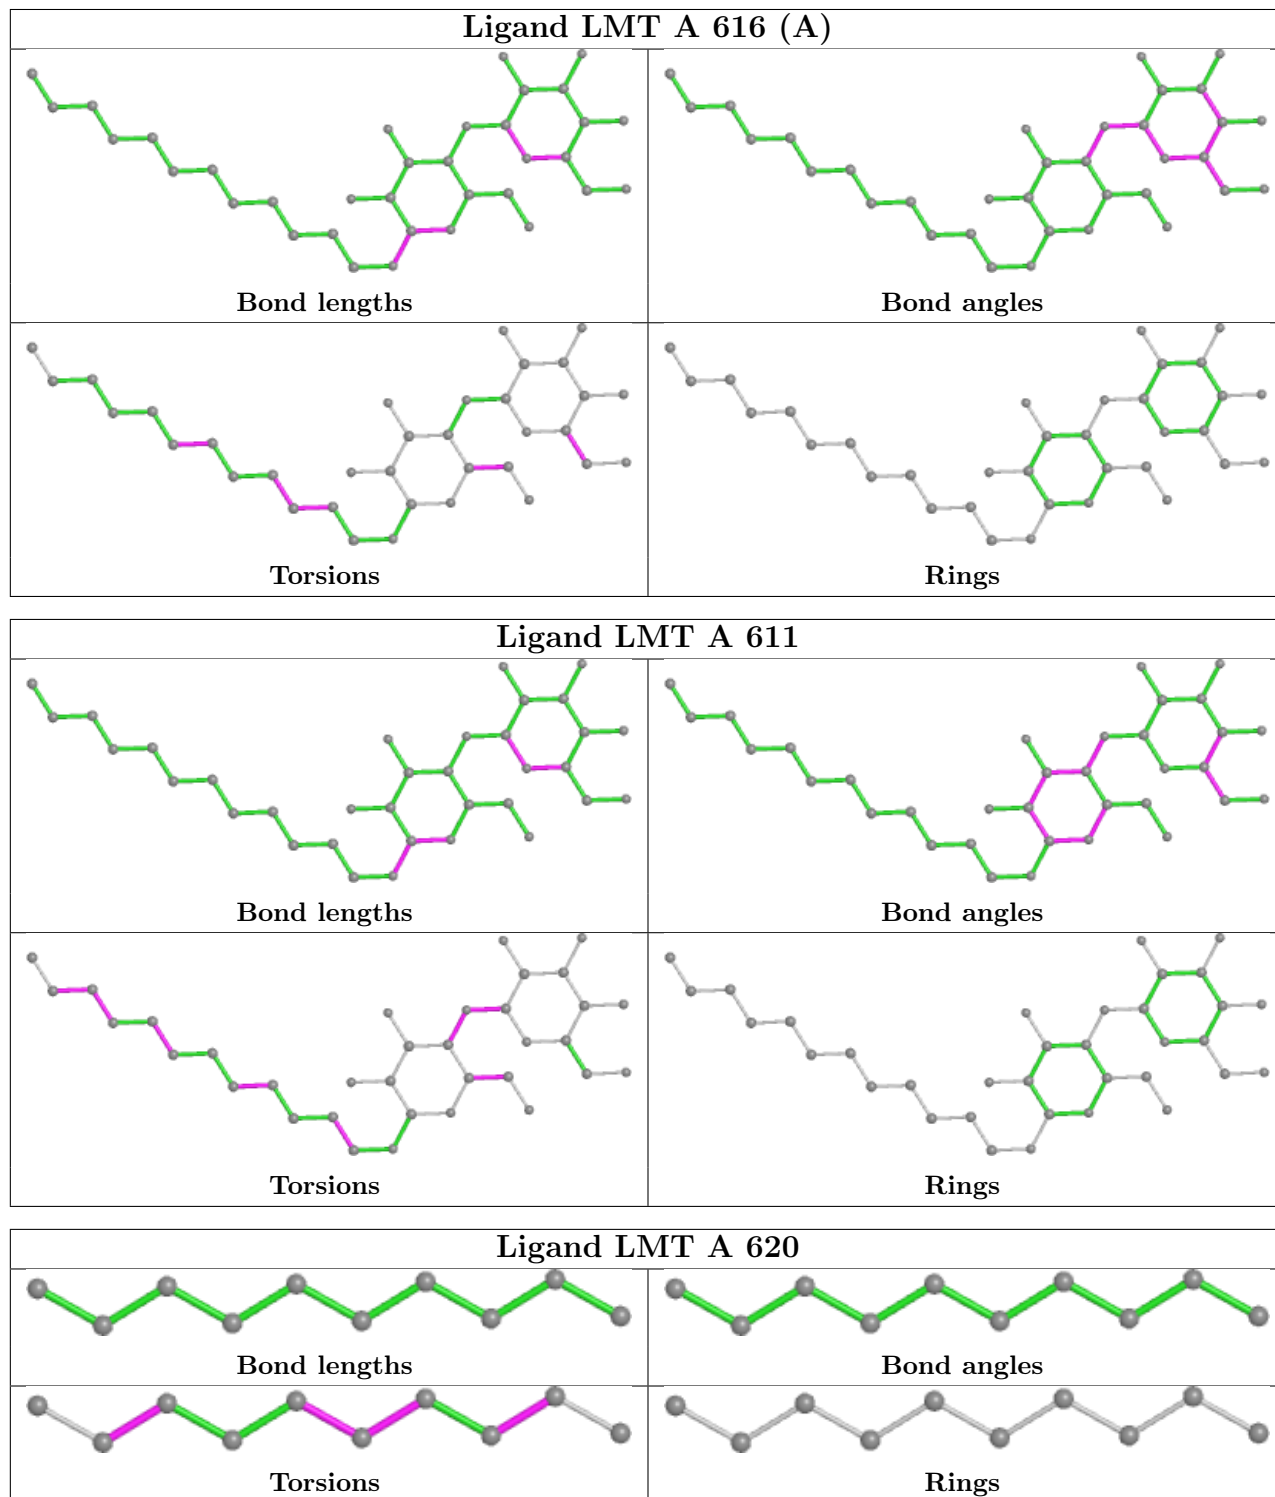 Ligand LMT A 616 (A)
Bond lengths
Bond angles
Torsions
Rings
Ligand LMT A 611
Bond lengths
Bond angles
Torsions
Rings
Ligand LMT A 620
Bond lengths
Bond angles
Torsions
Rings